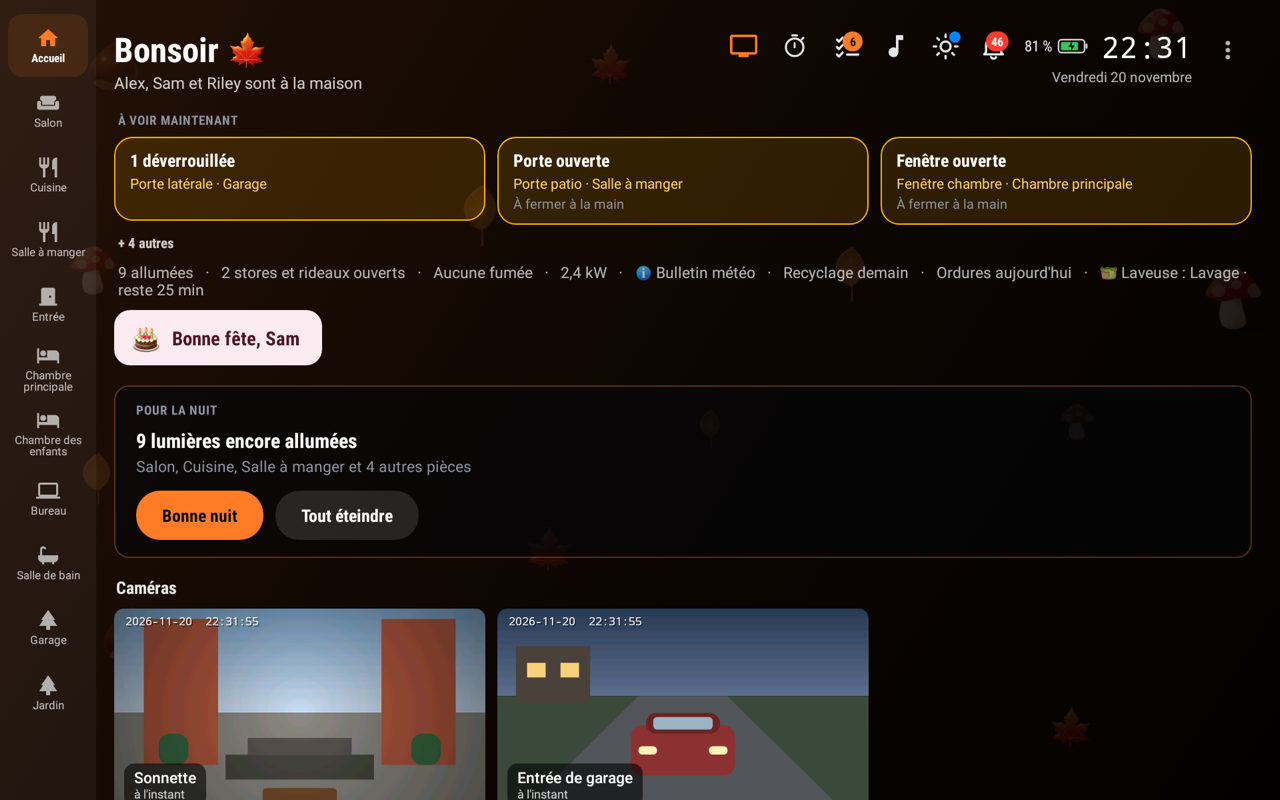 Accueil
Salon
Cuisine
Salle à manger
Entrée
Chambre
principale
Chambre des
enfants
Bureau
Salle de bain
Garage
Jardin
Bonsoir
Alex, Sam et Riley sont à la maison
6
46
81 %
22:31
Vendredi 20 novembre
À VOIR MAINTENANT
1 déverrouillée
Porte latérale · Garage
Porte ouverte
Porte patio · Salle à manger
À fermer à la main
Fenêtre ouverte
Fenêtre chambre · Chambre principale
À fermer à la main
+ 4 autres
9 allumées · 2 stores et rideaux ouverts · Aucune fumée · 2,4 kW · Bulletin météo · Recyclage demain · Ordures aujourd'hui · Laveuse : Lavage ·
reste 25 min
Bonne fête, Sam
POUR LA NUIT
9 lumières encore allumées
Salon, Cuisine, Salle à manger et 4 autres pièces
Bonne nuit
Tout éteindre
Caméras
2026-11-20 22:31:55
Sonnette
à l'instant
2026-11-20 22:31:55
Entrée de garage
à l'instant